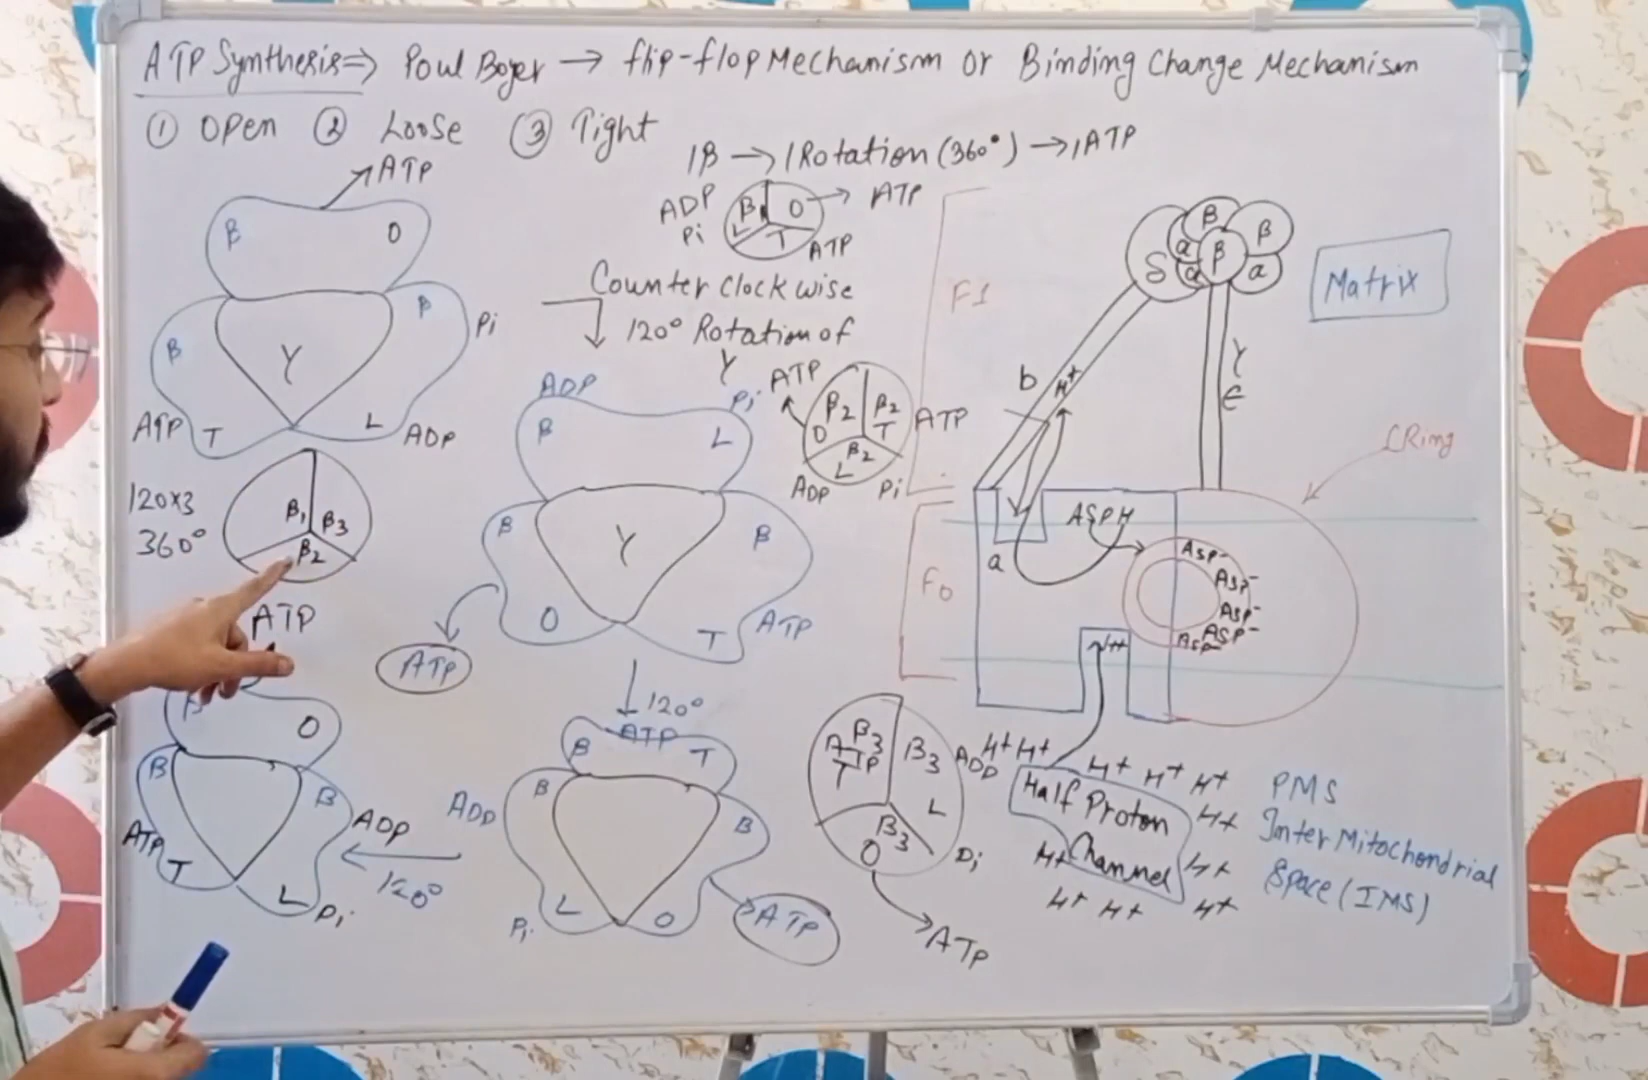 ATP Synthesis ⇒ Poul Boyer → flip-flop Mechanism or Binding Change Mechanism
① Open ② Loose ③ Tight
1β → 1 Rotation (360°) → 1ATP
ATP
β O
β
Pi
β
γ
ATP T
L ADP
ADP
Pi
β O → ATP
L T
ATP
Counter Clock wise
120° Rotation of
γ
120×3
360°
β1 β3
β2
ADP Pi
β L
β
β
γ
O
T ATP
ATP
ATP
β2 β2 ATP
O T
β2
L
ADP Pi
120°
ATP
β O
β
β
ADP
ATP T
L Pi
120°
ATP
β T
ADP β
β
L
O
Pi
ATP
β3 β3 ADP
ATP
T
L
β3
O
Pi
ATP
F1
β
β β
α
δ
α α
Matrix
b H+
γ
ε
C Ring
F0
a
ASPH
Asp-
Asp-
Asp-
Asp-
Asp-
H+
H+ H+
H+ H+ H+
PMS
Half Proton
Channel
H+
H+
H+
Inter Mitochondrial
Space (IMS)
H+ H+ H+